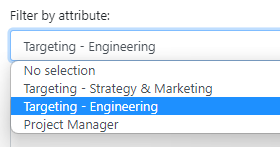 Filter by attribute:
Targeting - Engineering
No selection
Targeting - Strategy & Marketing
Targeting - Engineering
Project Manager